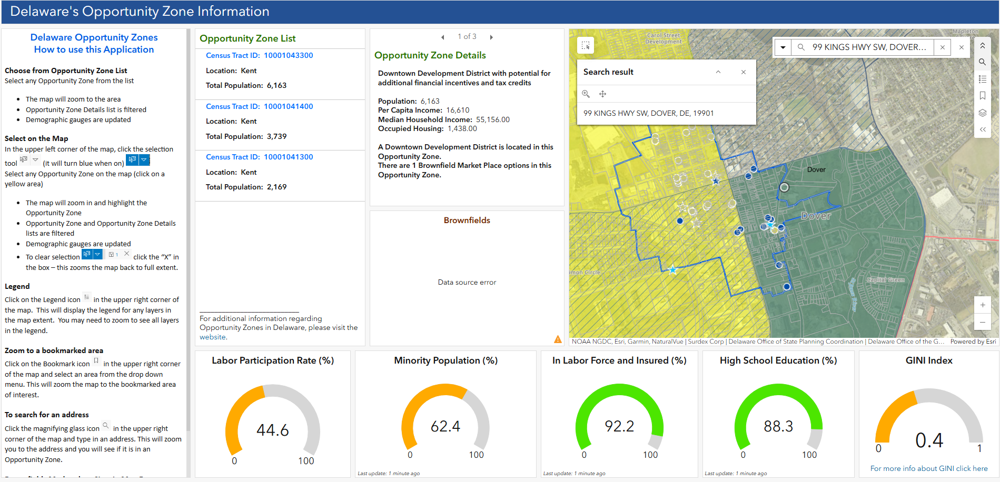 Delaware's Opportunity Zone Information
Delaware Opportunity Zones
How to use this Application
Choose from Opportunity Zone List
Select any Opportunity Zone from the list
• The map will zoom to the area
• Opportunity Zone Details list is filtered
• Demographic gauges are updated
Select on the Map
In the upper left corner of the map, click the selection
tool (it will turn blue when on)
Select any Opportunity Zone on the map (click on a
yellow area)
• The map will zoom in and highlight the
Opportunity Zone
• Opportunity Zone and Opportunity Zone Details
lists are filtered
• Demographic gauges are updated
• To clear selection 1 click the “X” in
the box – this zooms the map back to full extent.
Legend
Click on the Legend icon in the upper right corner of
the map. This will display the legend for any layers in
the map extent. You may need to zoom to see all layers
in the legend.
Zoom to a bookmarked area
Click on the Bookmark icon in the upper right corner
of the map and select an area from the drop down
menu. This will zoom the map to the bookmarked area
of interest.
To search for an address
Click the magnifying glass icon in the upper right
corner of the map and type in an address. This will zoom
you to the address and you will see if it is in an
Opportunity Zone.
Opportunity Zone List
Census Tract ID: 10001043300
Location: Kent
Total Population: 6,163
Census Tract ID: 10001041400
Location: Kent
Total Population: 3,739
Census Tract ID: 10001041300
Location: Kent
Total Population: 2,169
For additional information regarding
Opportunity Zones in Delaware, please visit the
website.
1 of 3
Opportunity Zone Details
Downtown Development District with potential for
additional financial incentives and tax credits
Population: 6,163
Per Capita Income: 16,610
Median Household Income: 55,156.00
Occupied Housing: 1,438.00
A Downtown Development District is located in this
Opportunity Zone.
There are 1 Brownfield Market Place options in this
Opportunity Zone.
Brownfields
Data source error
Carol Street
Development
Mapleton
99 KINGS HWY SW, DOVER...
Search result
99 KINGS HWY SW, DOVER, DE, 19901
Dover
Dover
imon Circle
Capital Green
NOAA NGDC, Esri, Garmin, NaturalVue | Surdex Corp | Delaware Office of State Planning Coordination | Delaware Office of the G...
Powered by Esri
Labor Participation Rate (%)
44.6
0
100
Minority Population (%)
62.4
0
100
Last update: 1 minute ago
In Labor Force and Insured (%)
92.2
0
100
Last update: 1 minute ago
High School Education (%)
88.3
0
100
Last update: 1 minute ago
GINI Index
0.4
0
1
For more info about GINI click here